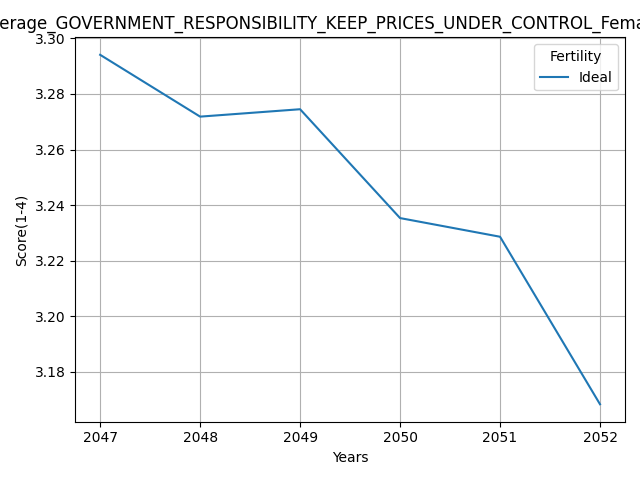 erage_GOVERNMENT_RESPONSIBILITY_KEEP_PRICES_UNDER_CONTROL_Fema
Fertility
Ideal
3.30
3.28
3.26
3.24
3.22
3.20
3.18
Score(1-4)
2047 2048 2049 2050 2051 2052
Years